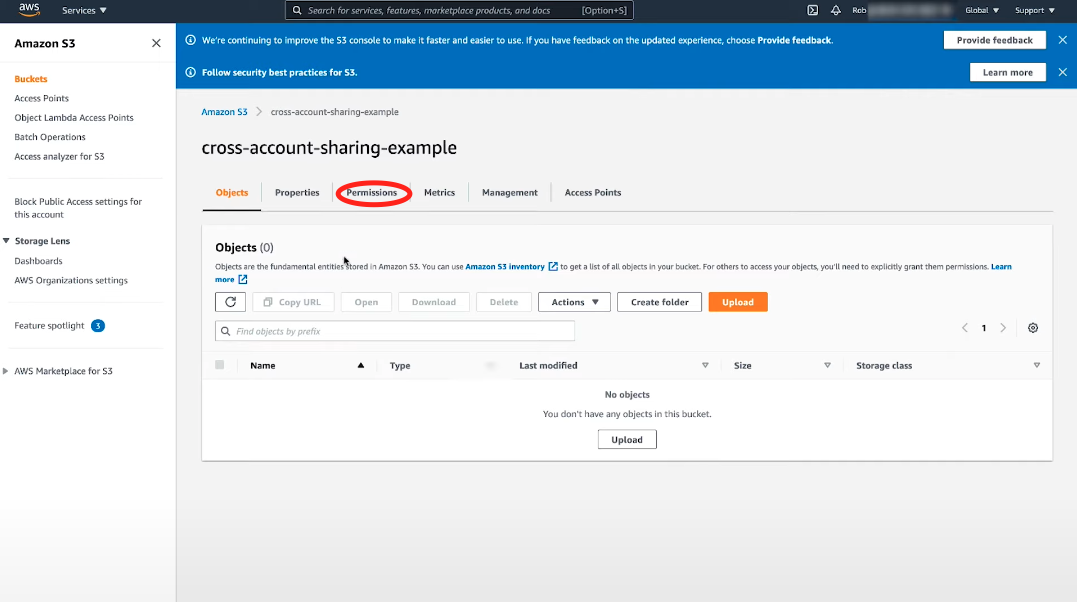 aws
Services
Search for services, features, marketplace products, and docs
[Option+S]
Rob
Global
Support
Amazon S3
Buckets
Access Points
Object Lambda Access Points
Batch Operations
Access analyzer for S3
Block Public Access settings for
this account
Storage Lens
Dashboards
AWS Organizations settings
Feature spotlight 3
AWS Marketplace for S3
We're continuing to improve the S3 console to make it faster and easier to use. If you have feedback on the updated experience, choose Provide feedback.
Provide feedback
Follow security best practices for S3.
Learn more
Amazon S3
cross-account-sharing-example
cross-account-sharing-example
Objects
Properties
Permissions
Metrics
Management
Access Points
Objects (0)
Objects are the fundamental entities stored in Amazon S3. You can use Amazon S3 inventory to get a list of all objects in your bucket. For others to access your objects, you'll need to explicitly grant them permissions. Learn
more
Copy URL
Open
Download
Delete
Actions
Create folder
Upload
Find objects by prefix
1
Name
Type
Last modified
Size
Storage class
No objects
You don't have any objects in this bucket.
Upload